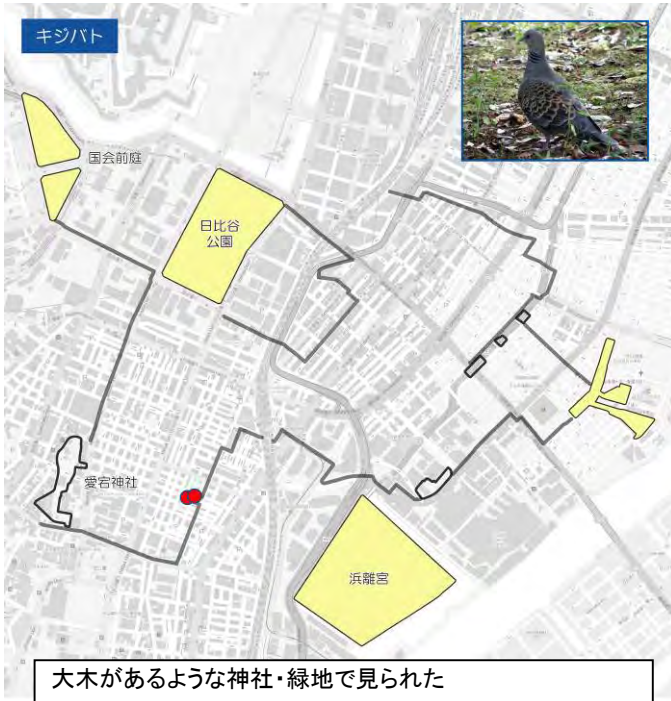 キジバト
国会前庭
日比谷
公園
愛宕神社
浜離宮
大木があるような神社・緑地で見られた